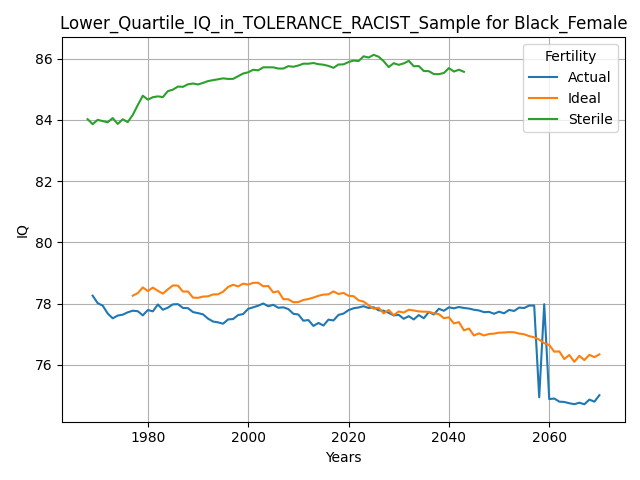 Lower_Quartile_IQ_in_TOLERANCE_RACIST_Sample for Black_Female
Fertility
Actual
Ideal
Sterile
86
84
82
80
78
76
IQ
1980
2000
2020
2040
2060
Years